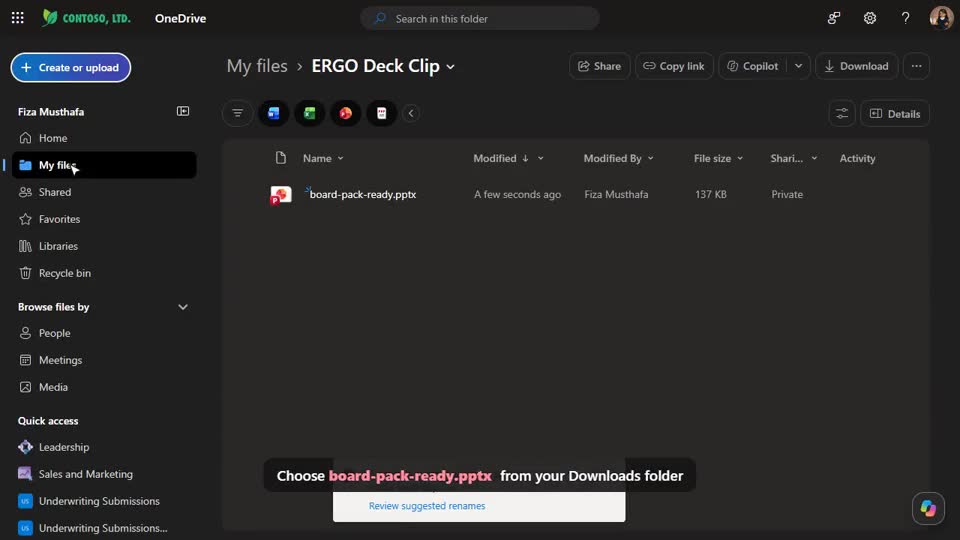 CONTOSO, LTD.
OneDrive
Search in this folder
Create or upload
My files > ERGO Deck Clip
Share
Copy link
Copilot
Download
Fiza Musthafa
Details
Home
My files
Name
Modified
Modified By
File size
Shari...
Activity
board-pack-ready.pptx
A few seconds ago
Fiza Musthafa
137 KB
Private
Shared
Favorites
Libraries
Recycle bin
Browse files by
People
Meetings
Media
Quick access
Leadership
Sales and Marketing
Underwriting Submissions
Underwriting Submissions...
Choose board-pack-ready.pptx from your Downloads folder
Review suggested renames